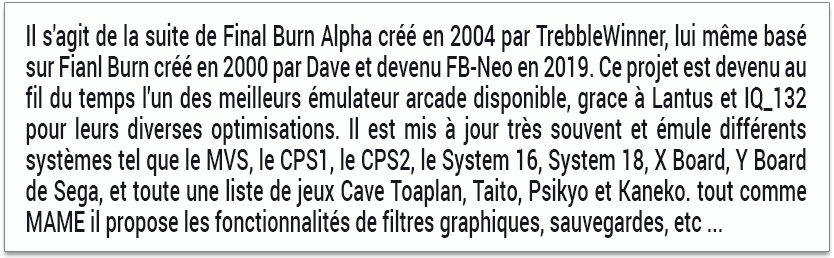 Il s'agit de la suite de Final Burn Alpha créé en 2004 par TrebbleWinner, lui même basé
sur Fianl Burn créé en 2000 par Dave et devenu FB-Neo en 2019. Ce projet est devenu au
fil du temps l'un des meilleurs émulateur arcade disponible, grace à Lantus et IQ_132
pour leurs diverses optimisations. Il est mis à jour très souvent et émule différents
systèmes tel que le MVS, le CPS1, le CPS2, le System 16, System 18, X Board, Y Board
de Sega, et toute une liste de jeux Cave Toaplan, Taito, Psikyo et Kaneko. tout comme
MAME il propose les fonctionnalités de filtres graphiques, sauvegardes, etc ...